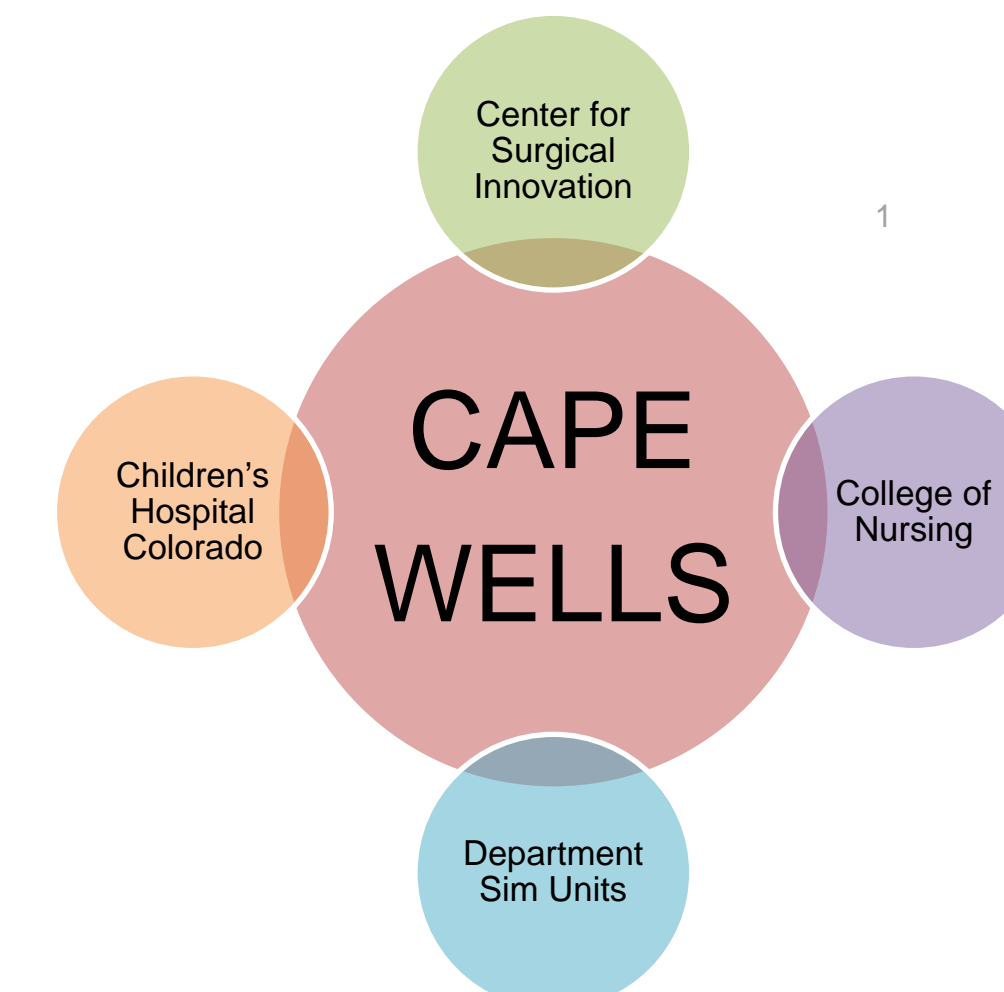 Center for
Surgical
Innovation
1
CAPE
WELLS
Children’s
Hospital
Colorado
College of
Nursing
Department
Sim Units